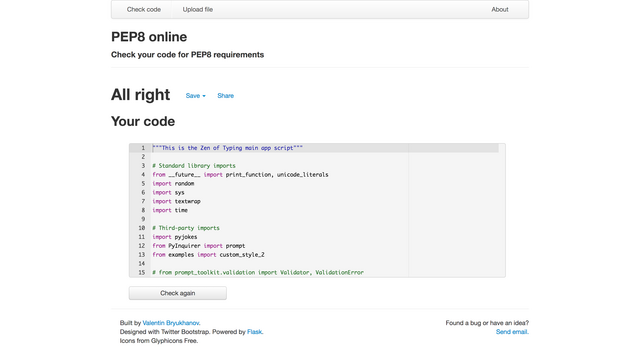 Check code Upload file About
PEP8 online
Check your code for PEP8 requirements
All right Save Share
Your code
1 """This is the Zen of Typing main app script"""
2
3 # Standard library imports
4 from __future__ import print_function, unicode_literals
5 import random
6 import sys
7 import textwrap
8 import time
9
10 # Third-party imports
11 import pyjokes
12 from PyInquirer import prompt
13 from examples import custom_style_2
14
15 # from prompt_toolkit.validation import Validator, ValidationError
Check again
Built by Valentin Bryukhanov. Found a bug or have an idea?
Designed with Twitter Bootstrap. Powered by Flask. Send email.
Icons from Glyphicons Free.